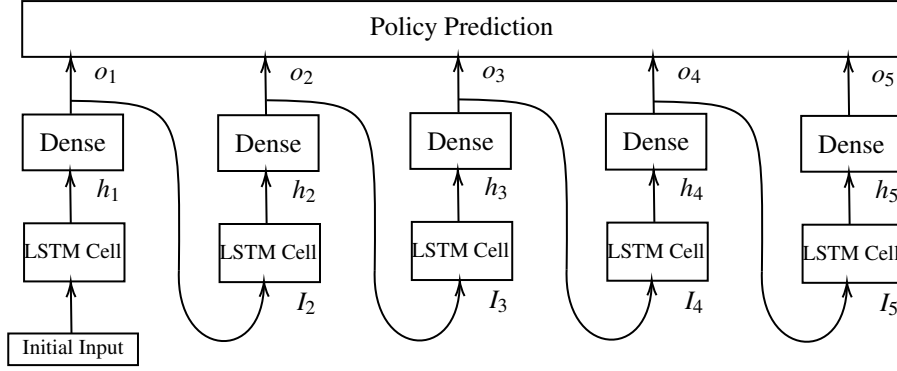 Policy Prediction
o1 o2 o3 o4 o5
Dense Dense Dense Dense Dense
h1 h2 h3 h4 h5
LSTM Cell LSTM Cell LSTM Cell LSTM Cell LSTM Cell
I2 I3 I4 I5
Initial Input